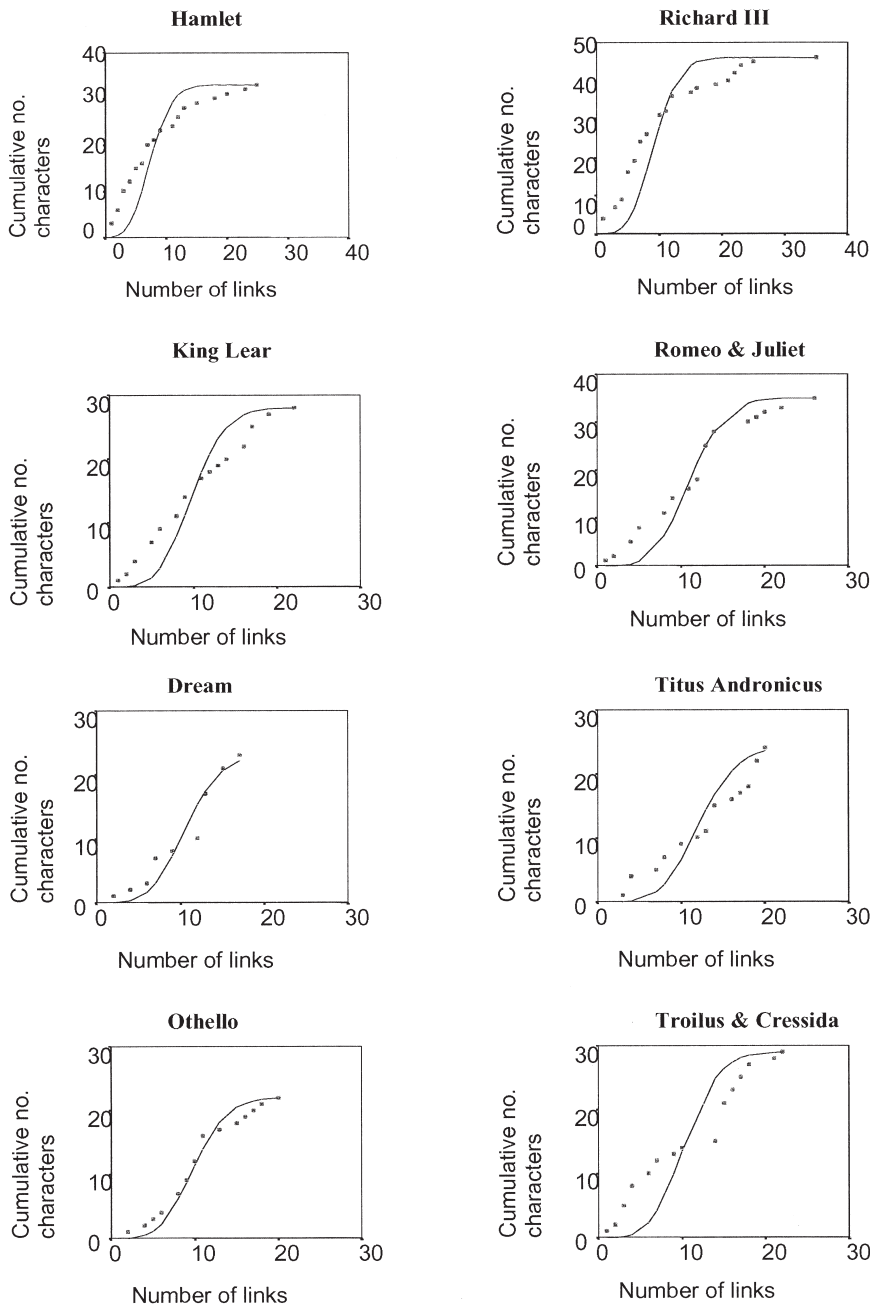 Hamlet
40
30
20
10
0
Cumulative no.
characters
0 10 20 30 40
Number of links
Richard III
50
40
30
20
10
0
Cumulative no.
characters
0 10 20 30 40
Number of links
King Lear
30
20
10
0
Cumulative no.
characters
0 10 20 30
Number of links
Romeo & Juliet
40
30
20
10
0
Cumulative no.
characters
0 10 20 30
Number of links
Dream
30
20
10
0
Cumulative no.
characters
0 10 20 30
Number of links
Titus Andronicus
30
20
10
0
Cumulative no.
characters
0 10 20 30
Number of links
Othello
30
20
10
0
Cumulative no.
characters
0 10 20 30
Number of links
Troilus & Cressida
30
20
10
0
Cumulative no.
characters
0 10 20 30
Number of links